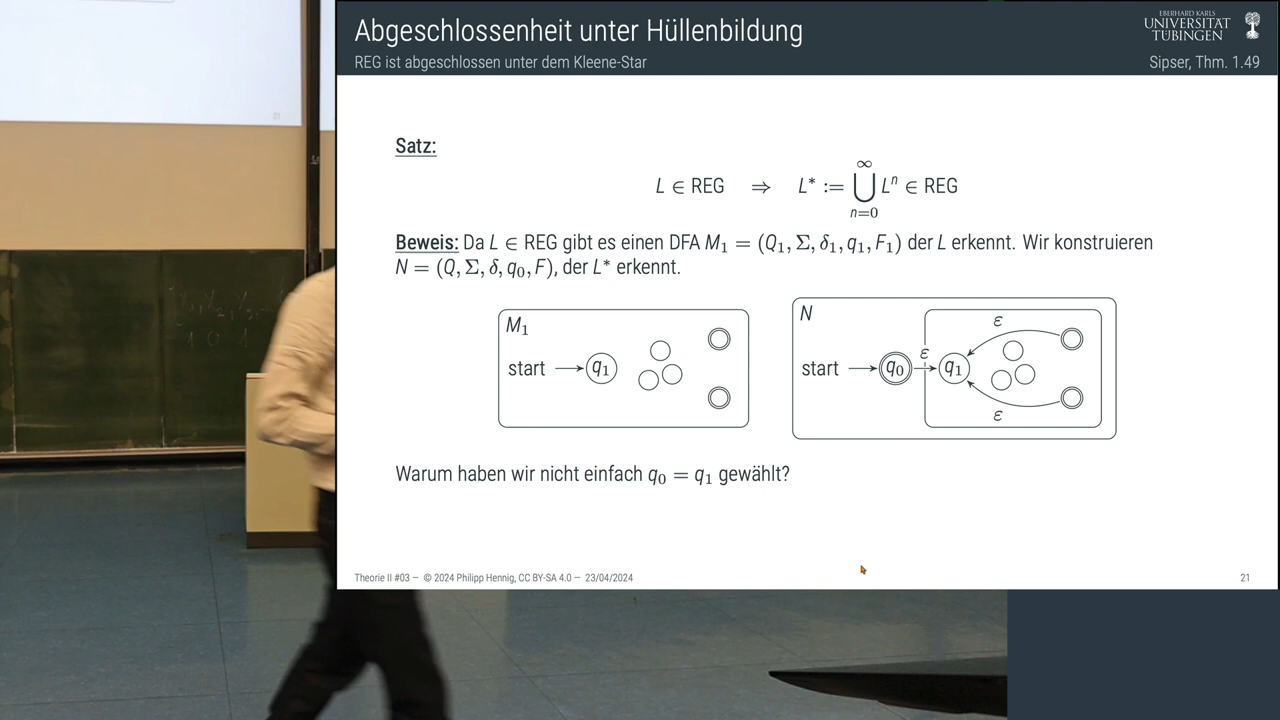 Abgeschlossenheit unter Hüllenbildung
REG ist abgeschlossen unter dem Kleene-Star
EBERHARD KARLS
UNIVERSITÄT
TÜBINGEN
Sipser, Thm. 1.49
Satz:
L ∈ REG ⇒ L* := ⋃_{n=0}^{∞} Lⁿ ∈ REG
Beweis: Da L ∈ REG gibt es einen DFA M₁ = (Q₁, Σ, δ₁, q₁, F₁) der L erkennt. Wir konstruieren
N = (Q, Σ, δ, q₀, F), der L* erkennt.
M₁
start q₁
N
ε
start q₀ ε q₁
ε
Warum haben wir nicht einfach q₀ = q₁ gewählt?
Theorie II #03 — © 2024 Philipp Hennig, CC BY-SA 4.0 — 23/04/2024
21